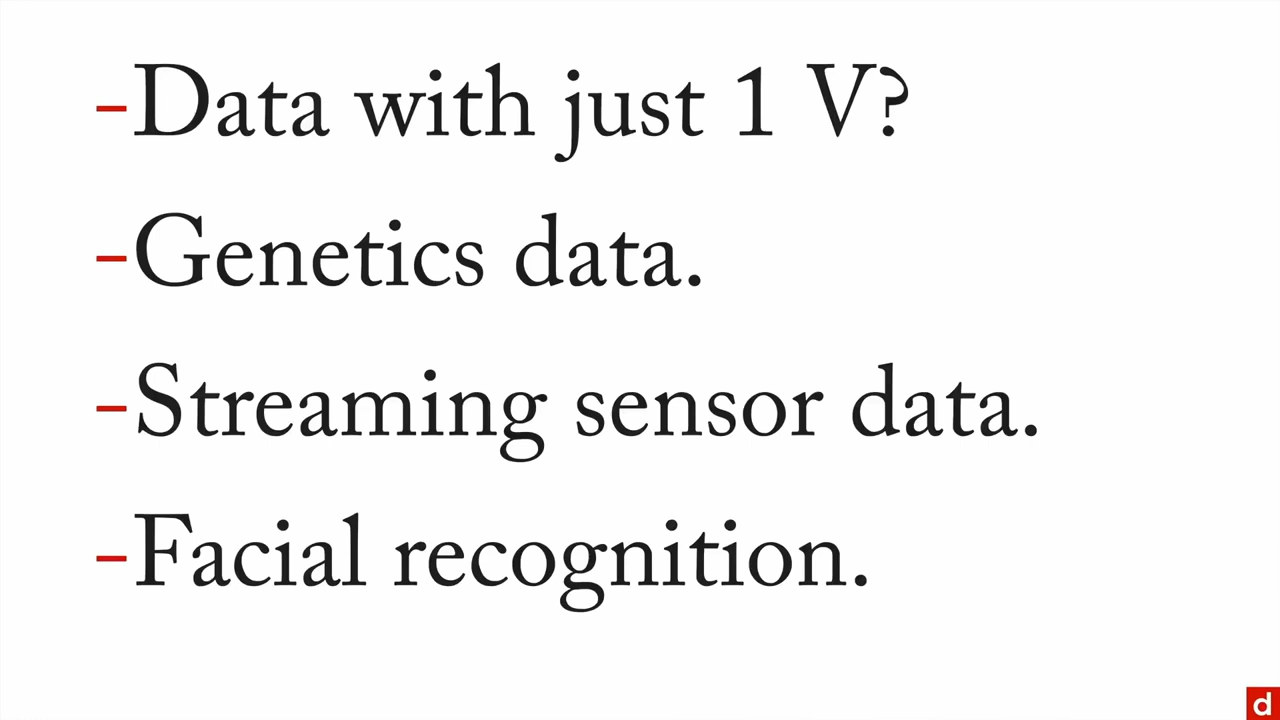 -Data with just 1 V?
-Genetics data.
-Streaming sensor data.
-Facial recognition.
d